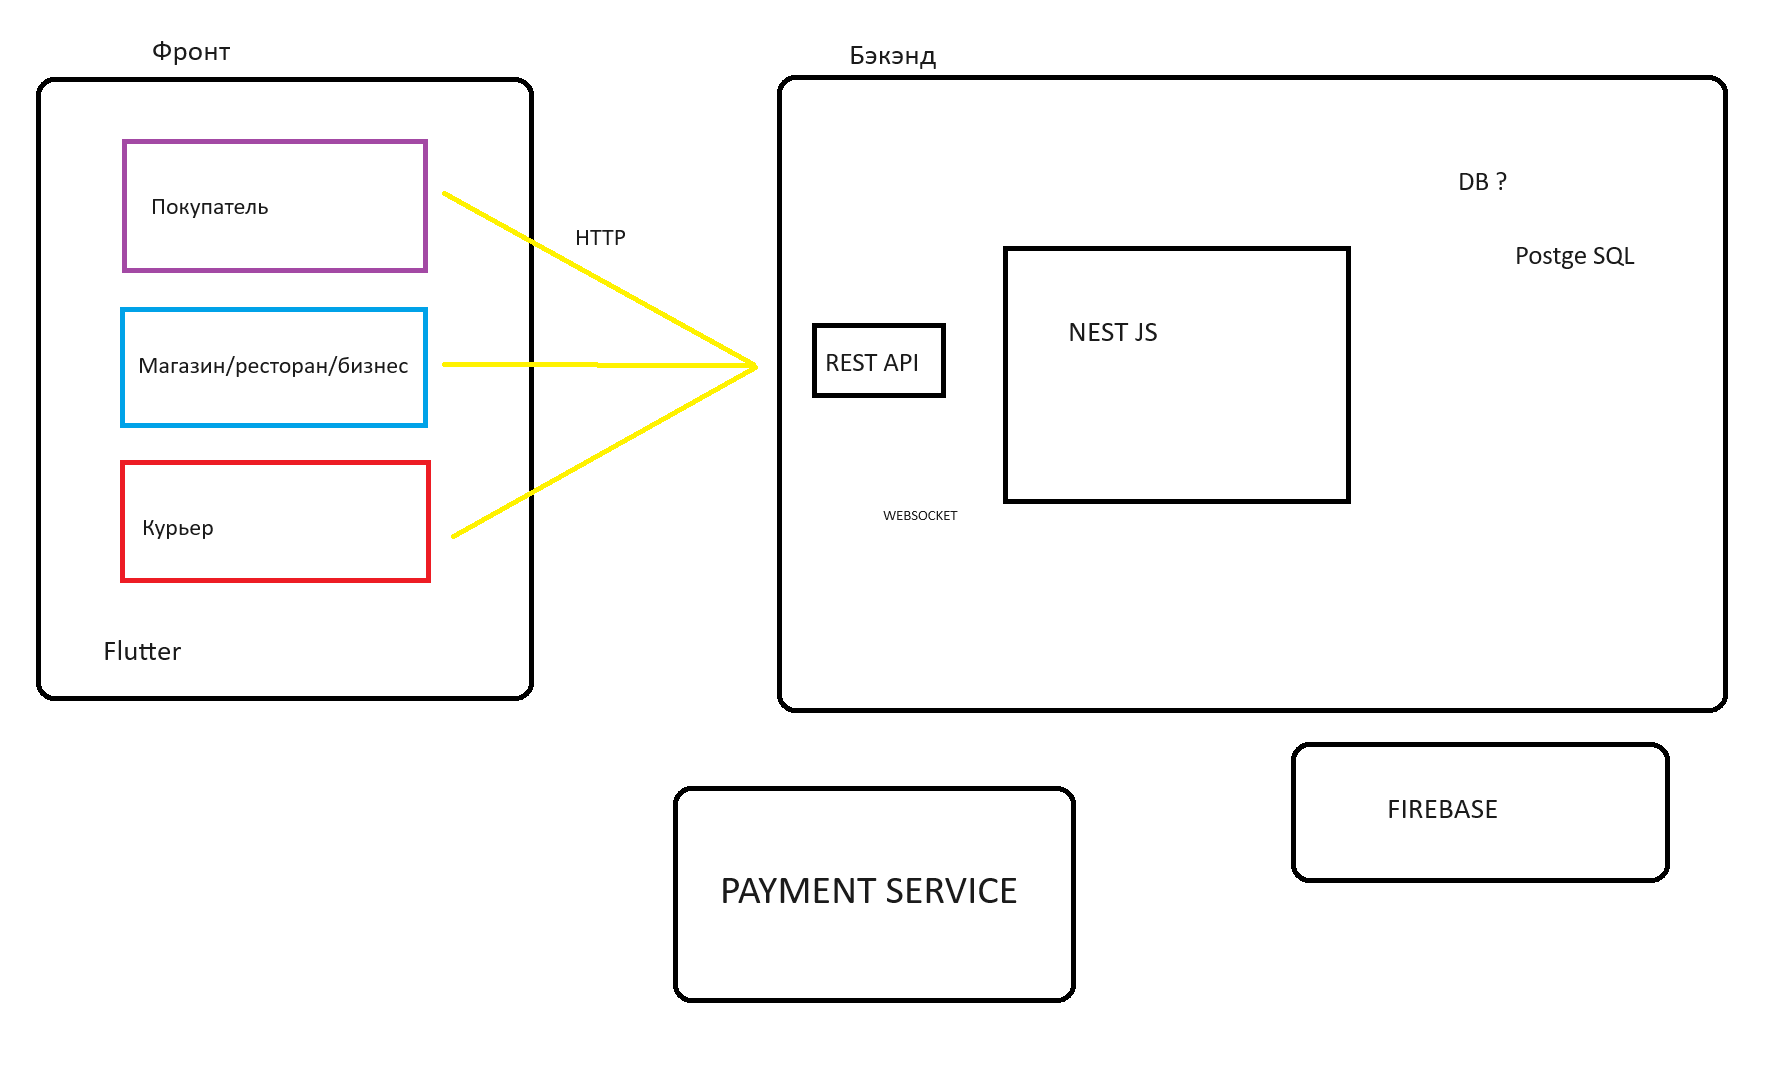 Фронт
Покупатель
Магазин/ресторан/бизнес
Курьер
Flutter
HTTP
Бэкэнд
REST API
WEBSOCKET
NEST JS
DB ?
Postge SQL
PAYMENT SERVICE
FIREBASE